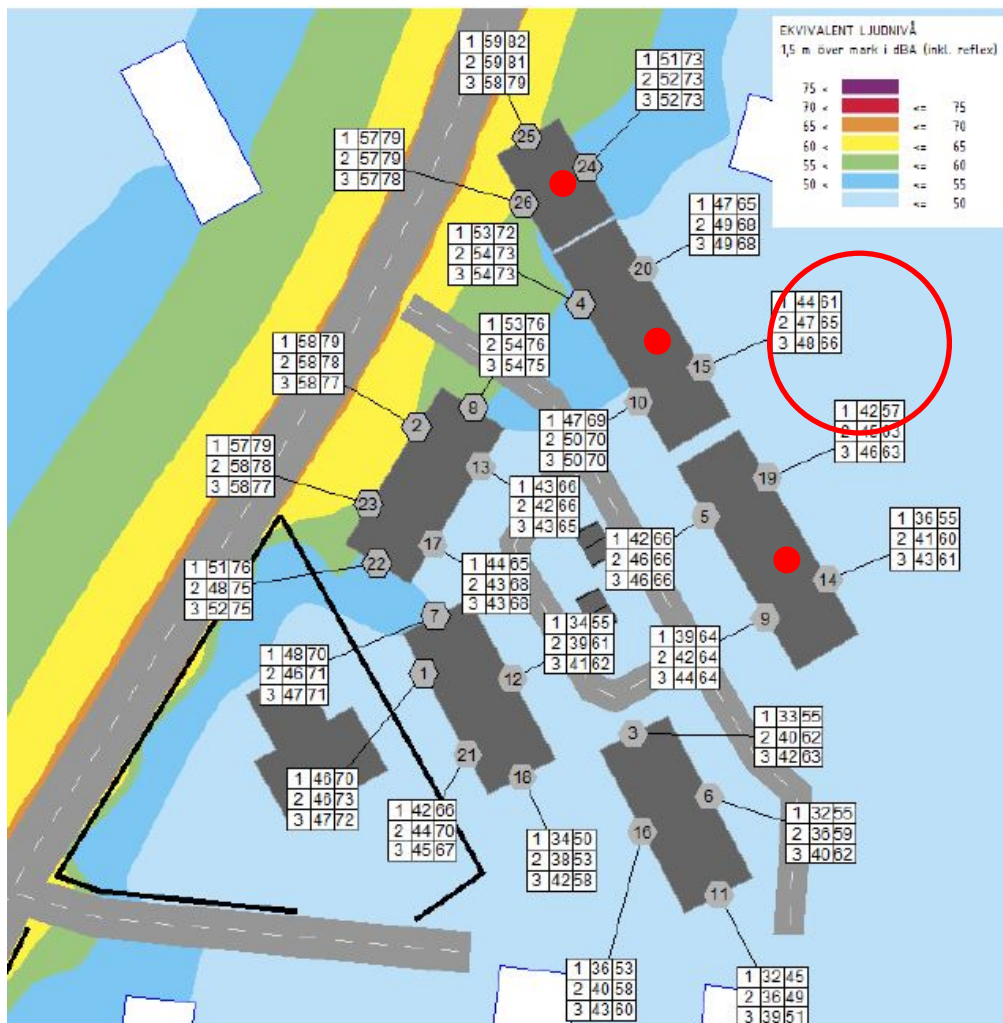 EKVIVALENT LJUDNIVÅ
1,5 m över mark i dBA (inkl. reflex)
75 <
70 < <= 75
65 < <= 70
60 < <= 65
55 < <= 60
50 < <= 55
<= 50
1 59 82
2 59 81
3 58 79
25
1 51 73
2 52 73
3 52 73
24
1 57 79
2 57 79
3 57 78
26
1 47 65
2 49 68
3 49 68
20
1 53 72
2 54 73
3 54 73
4
1 44 61
2 47 65
3 48 66
15
1 53 76
2 54 76
3 54 75
8
1 58 79
2 58 78
3 58 77
2
10
1 47 69
2 50 70
3 50 70
1 42 57
2 45 63
3 46 63
19
1 57 79
2 58 78
3 58 77
23
13
1 43 66
2 42 66
3 43 65
5
1 42 66
2 46 66
3 46 66
1 36 55
2 41 60
3 43 61
14
17
1 44 65
2 43 68
3 43 68
22
1 51 76
2 48 75
3 52 75
7
1 48 70
2 46 71
3 47 71
1 34 55
2 39 61
3 41 62
12
9
1 39 64
2 42 64
3 44 64
1
1 46 70
2 46 73
3 47 72
3
1 33 55
2 40 62
3 42 63
21
1 42 66
2 44 70
3 45 67
18
1 34 50
2 38 53
3 42 58
6
1 32 55
2 36 59
3 40 62
16
1 36 53
2 40 58
3 43 60
11
1 32 45
2 36 49
3 39 51